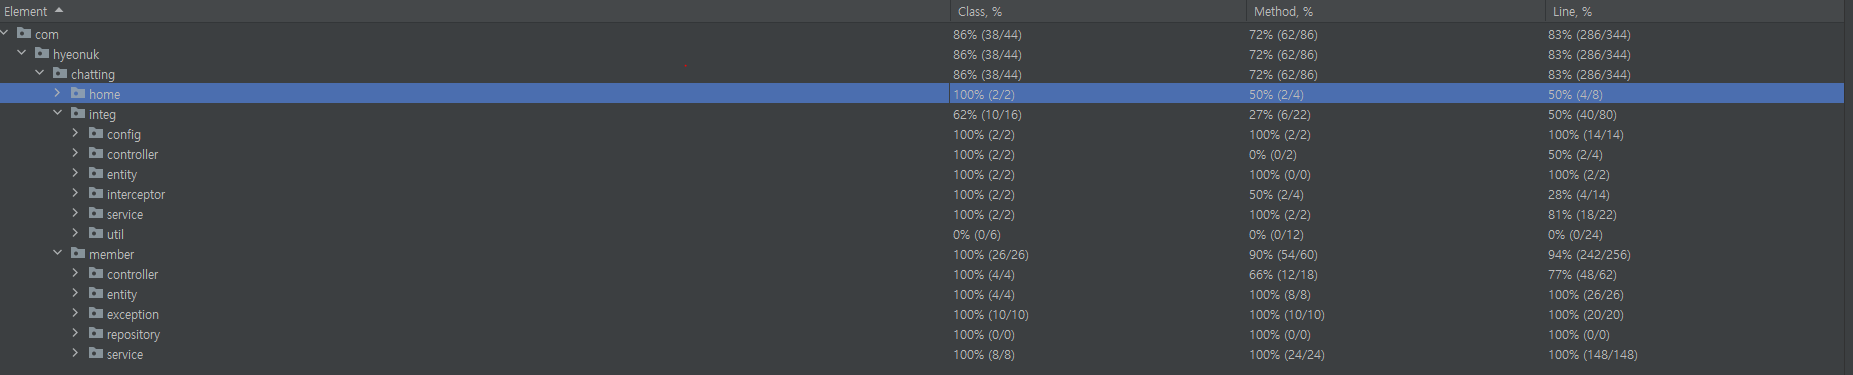 Element Class, % Method, % Line, %
com 86% (38/44) 72% (62/86) 83% (286/344)
hyeonuk 86% (38/44) 72% (62/86) 83% (286/344)
chatting 86% (38/44) 72% (62/86) 83% (286/344)
home 100% (2/2) 50% (2/4) 50% (4/8)
integ 62% (10/16) 27% (6/22) 50% (40/80)
config 100% (2/2) 100% (2/2) 100% (14/14)
controller 100% (2/2) 0% (0/2) 50% (2/4)
entity 100% (2/2) 100% (0/0) 100% (2/2)
interceptor 100% (2/2) 50% (2/4) 28% (4/14)
service 100% (2/2) 100% (2/2) 81% (18/22)
util 0% (0/6) 0% (0/12) 0% (0/24)
member 100% (26/26) 90% (54/60) 94% (242/256)
controller 100% (4/4) 66% (12/18) 77% (48/62)
entity 100% (4/4) 100% (8/8) 100% (26/26)
exception 100% (10/10) 100% (10/10) 100% (20/20)
repository 100% (0/0) 100% (0/0) 100% (0/0)
service 100% (8/8) 100% (24/24) 100% (148/148)